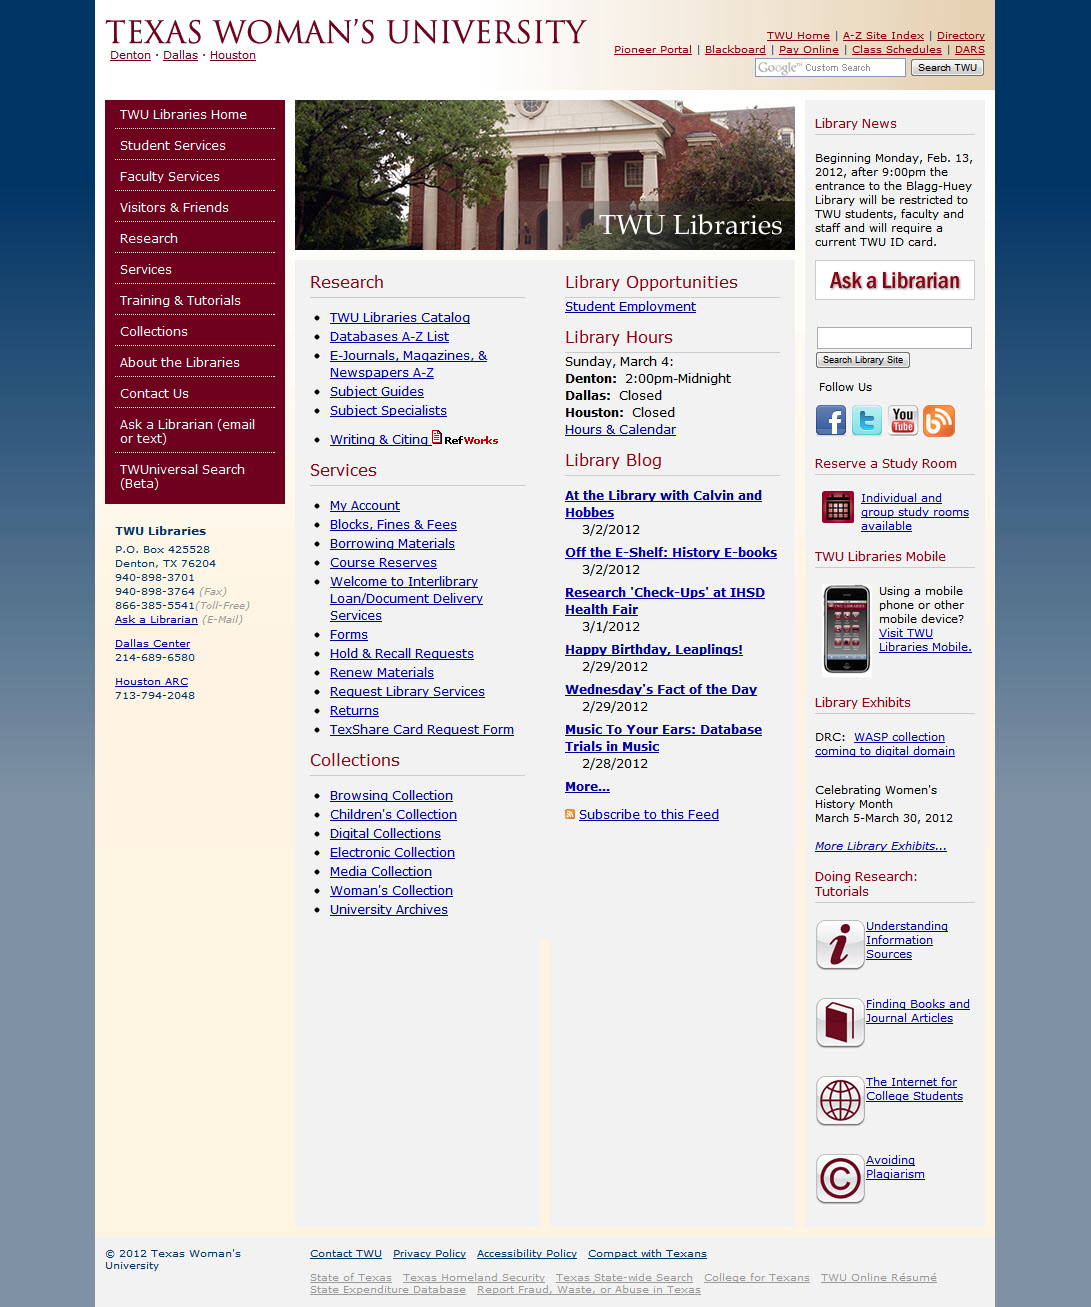 TEXAS WOMAN'S UNIVERSITY
Denton · Dallas · Houston
TWU Home | A-Z Site Index | Directory
Pioneer Portal | Blackboard | Pay Online | Class Schedules | DARS
Google™ Custom Search
Search TWU
TWU Libraries Home
Student Services
Faculty Services
Visitors & Friends
Research
Services
Training & Tutorials
Collections
About the Libraries
Contact Us
Ask a Librarian (email
or text)
TWUniversal Search
(Beta)
TWU Libraries
P.O. Box 425528
Denton, TX 76204
940-898-3701
940-898-3764 (Fax)
866-385-5541(Toll-Free)
Ask a Librarian (E-Mail)
Dallas Center
214-689-6580
Houston ARC
713-794-2048
TWU Libraries
Research
TWU Libraries Catalog
Databases A-Z List
E-Journals, Magazines, &
Newspapers A-Z
Subject Guides
Subject Specialists
Writing & Citing RefWorks
Services
My Account
Blocks, Fines & Fees
Borrowing Materials
Course Reserves
Welcome to Interlibrary
Loan/Document Delivery
Services
Forms
Hold & Recall Requests
Renew Materials
Request Library Services
Returns
TexShare Card Request Form
Collections
Browsing Collection
Children's Collection
Digital Collections
Electronic Collection
Media Collection
Woman's Collection
University Archives
Library Opportunities
Student Employment
Library Hours
Sunday, March 4:
Denton: 2:00pm-Midnight
Dallas: Closed
Houston: Closed
Hours & Calendar
Library Blog
At the Library with Calvin and
Hobbes
3/2/2012
Off the E-Shelf: History E-books
3/2/2012
Research 'Check-Ups' at IHSD
Health Fair
3/1/2012
Happy Birthday, Leaplings!
2/29/2012
Wednesday's Fact of the Day
2/29/2012
Music To Your Ears: Database
Trials in Music
2/28/2012
More...
Subscribe to this Feed
Library News
Beginning Monday, Feb. 13,
2012, after 9:00pm the
entrance to the Blagg-Huey
Library will be restricted to
TWU students, faculty and
staff and will require a
current TWU ID card.
Ask a Librarian
Search Library Site
Follow Us
f
t
You
Tube
Reserve a Study Room
Individual and
group study rooms
available
TWU Libraries Mobile
TWU LIBRARIES
Using a mobile
phone or other
mobile device?
Visit TWU
Libraries Mobile.
Library Exhibits
DRC: WASP collection
coming to digital domain
Celebrating Women's
History Month
March 5-March 30, 2012
More Library Exhibits...
Doing Research:
Tutorials
i
Understanding
Information
Sources
Finding Books and
Journal Articles
The Internet for
College Students
©
Avoiding
Plagiarism
© 2012 Texas Woman's
University
Contact TWU Privacy Policy Accessibility Policy Compact with Texans
State of Texas Texas Homeland Security Texas State-wide Search College for Texans TWU Online Résumé
State Expenditure Database Report Fraud, Waste, or Abuse in Texas